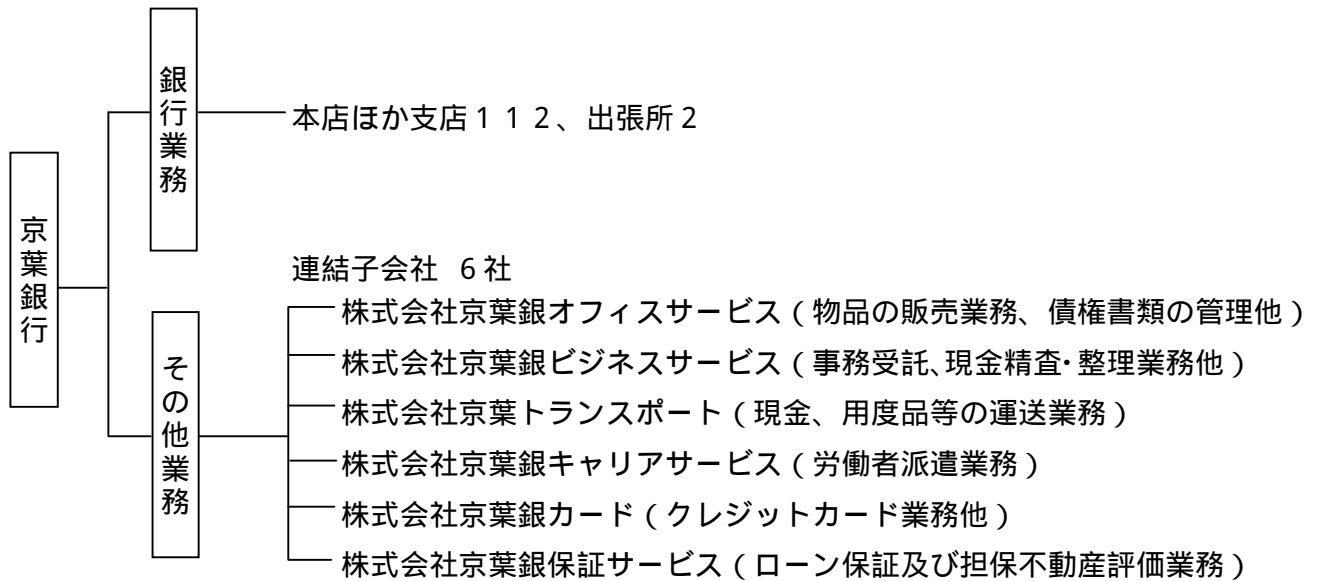 京葉銀行
銀行業務
本店ほか支店１１２、出張所２
その他業務
連結子会社 ６社
株式会社京葉銀オフィスサービス（物品の販売業務、債権書類の管理他）
株式会社京葉銀ビジネスサービス（事務受託、現金精査・整理業務他）
株式会社京葉トランスポート（現金、用度品等の運送業務）
株式会社京葉銀キャリアサービス（労働者派遣業務）
株式会社京葉銀カード（クレジットカード業務他）
株式会社京葉銀保証サービス（ローン保証及び担保不動産評価業務）